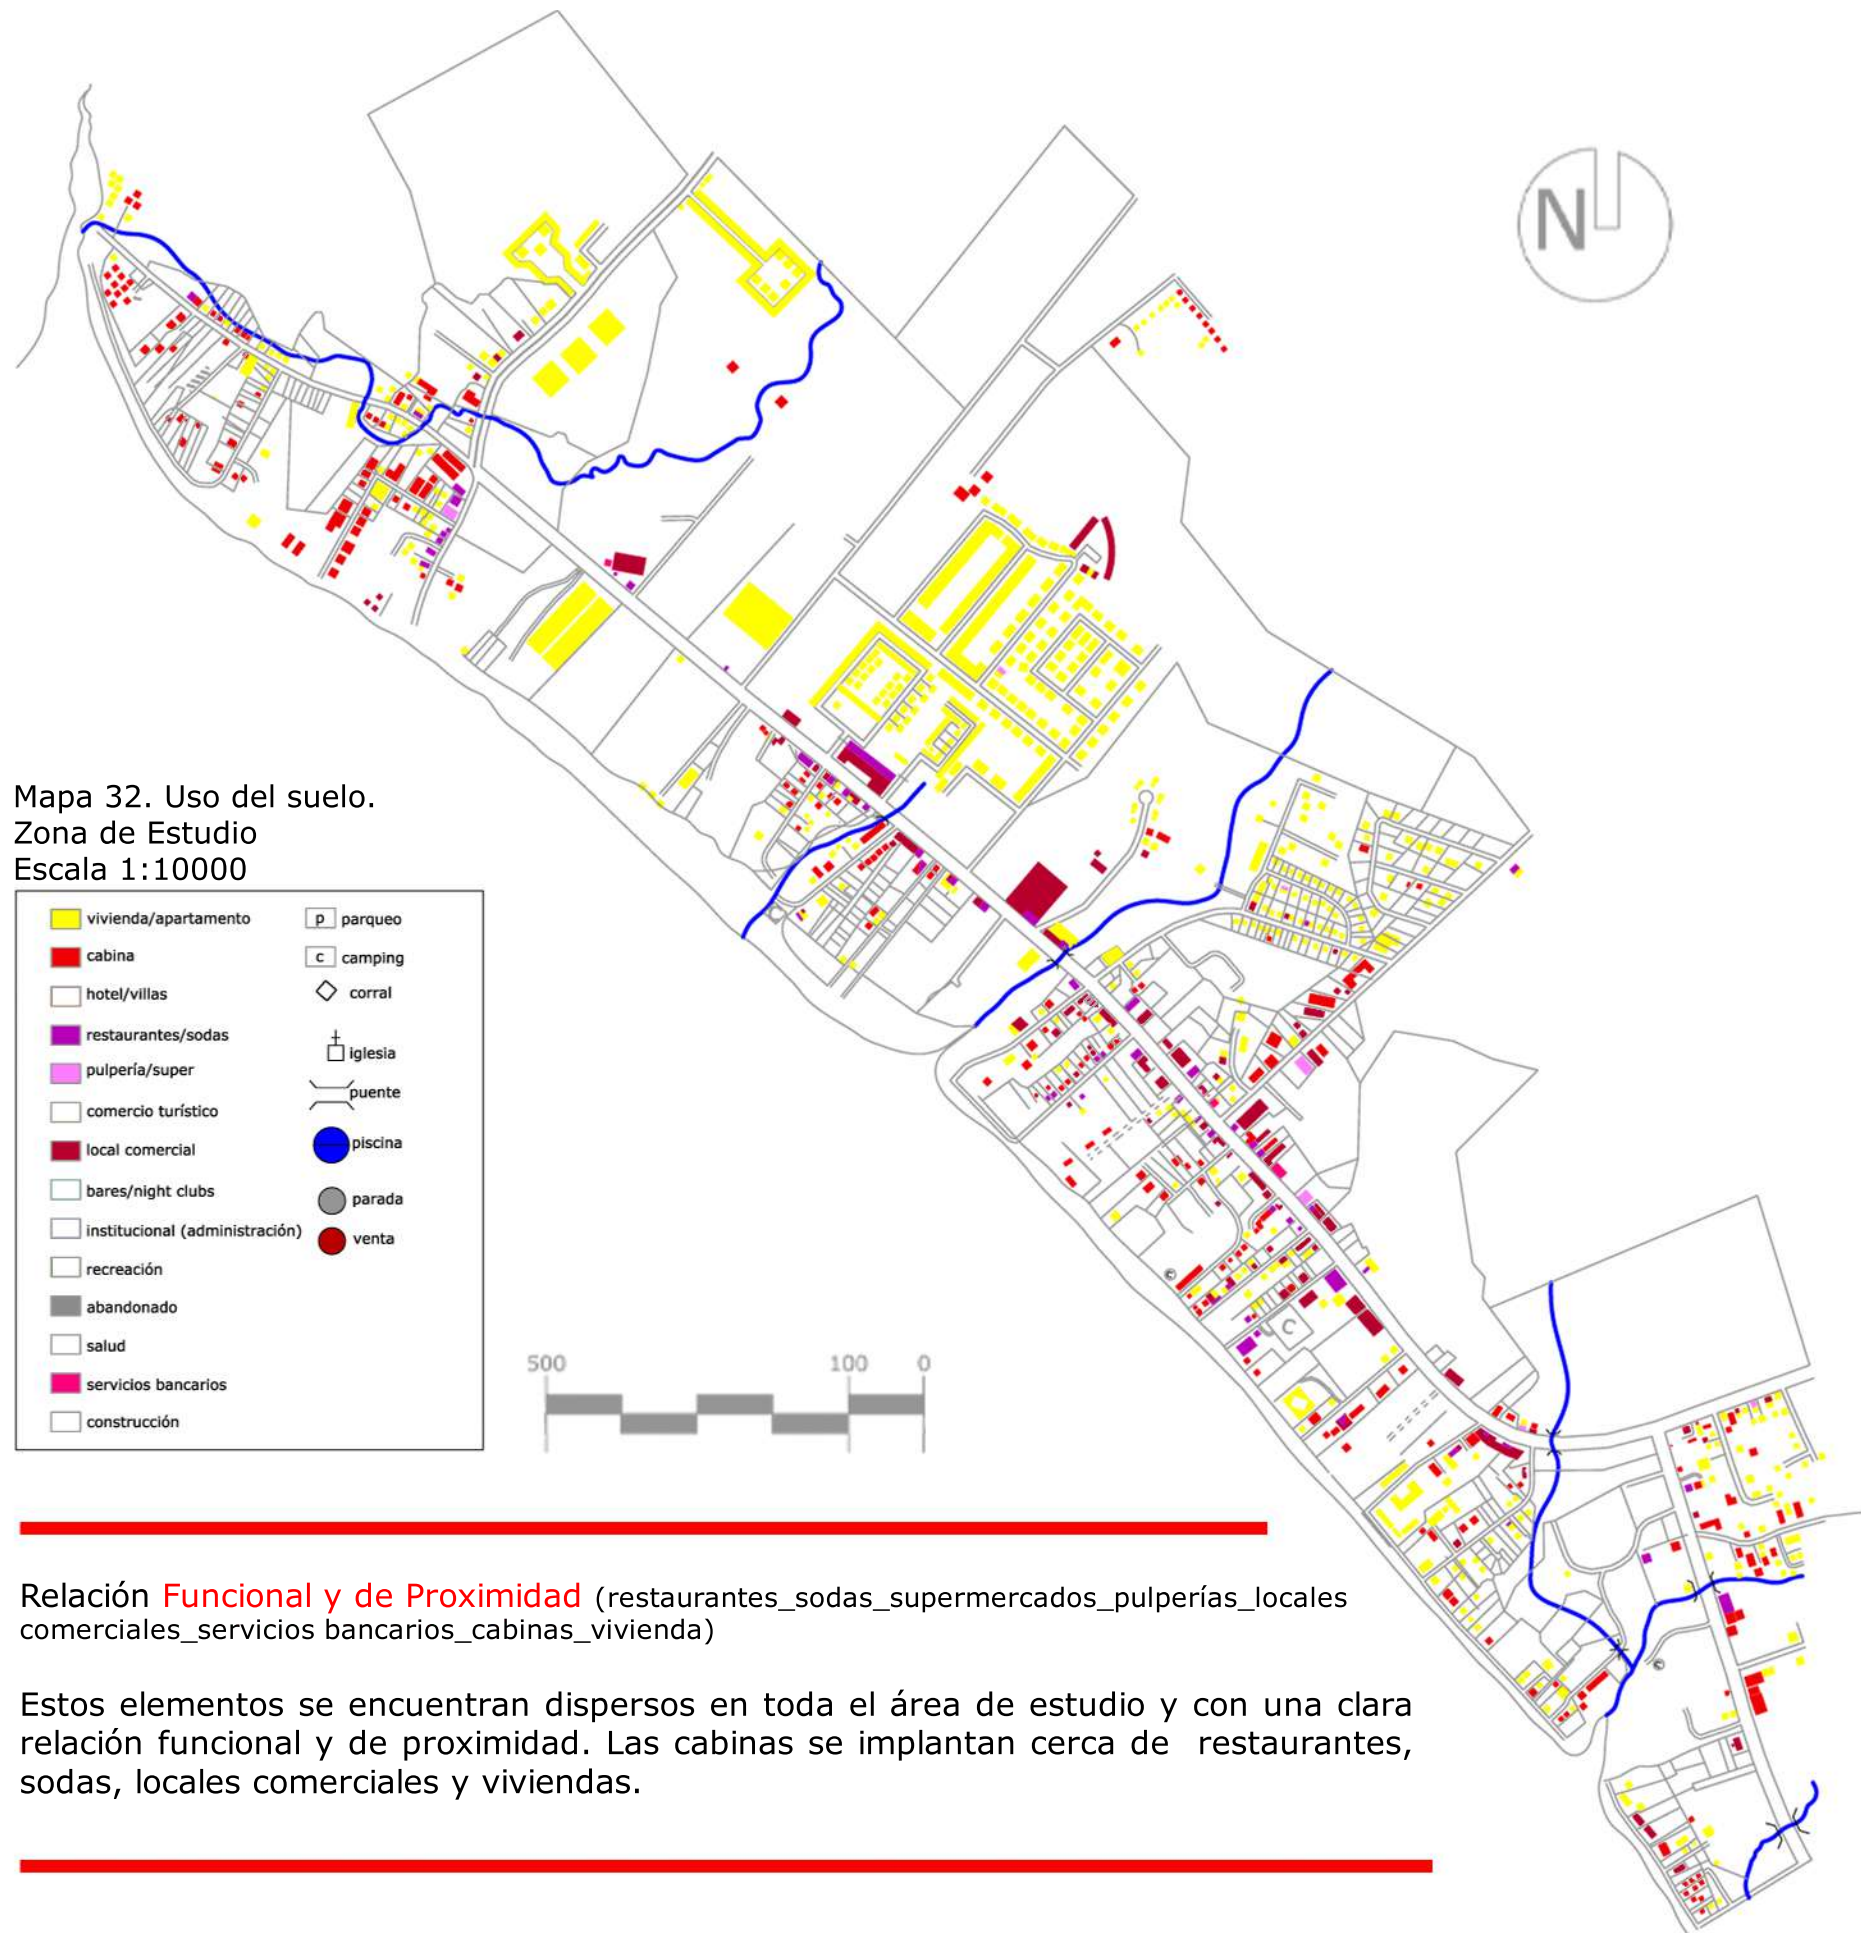 N
Mapa 32. Uso del suelo.
Zona de Estudio
Escala 1:10000
vivienda/apartamento
cabina
hotel/villas
restaurantes/sodas
pulpería/super
comercio turístico
local comercial
bares/night clubs
institucional (administración)
recreación
abandonado
salud
servicios bancarios
construcción
p parqueo
c camping
corral
iglesia
puente
piscina
parada
venta
C
C
C
500 100 0
Relación Funcional y de Proximidad (restaurantes_sodas_supermercados_pulperías_locales
comerciales_servicios bancarios_cabinas_vivienda)
Estos elementos se encuentran dispersos en toda el área de estudio y con una clara
relación funcional y de proximidad. Las cabinas se implantan cerca de restaurantes,
sodas, locales comerciales y viviendas.